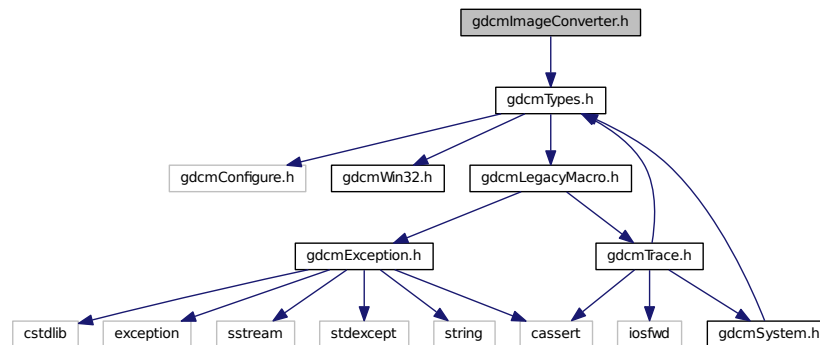 gdcmImageConverter.h
gdcmTypes.h
gdcmConfigure.h
gdcmWin32.h
gdcmLegacyMacro.h
gdcmException.h
gdcmTrace.h
cstdlib
exception
sstream
stdexcept
string
cassert
iosfwd
gdcmSystem.h